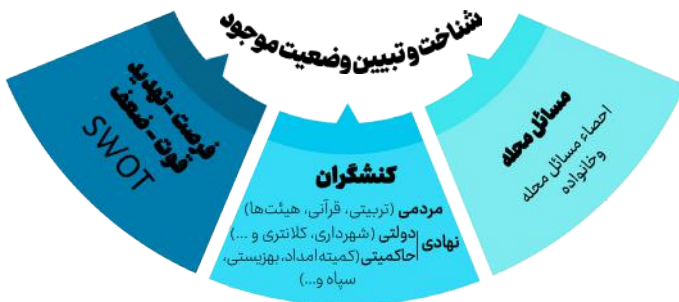 شناخت و تبیین وضعیت موجود
مسائل محله
احصاء مسائل محله
وخانواده
کنشگران
مردمی (تربیتی، قرآنی، هیئت‌ها)
نهادی
دولتی (شهرداری، کلانتری و ...)
حاکمیتی (کمیته امداد، بهزیستی،
سپاه و...)
فرصت - تهدید
قوت - ضعف
SWOT